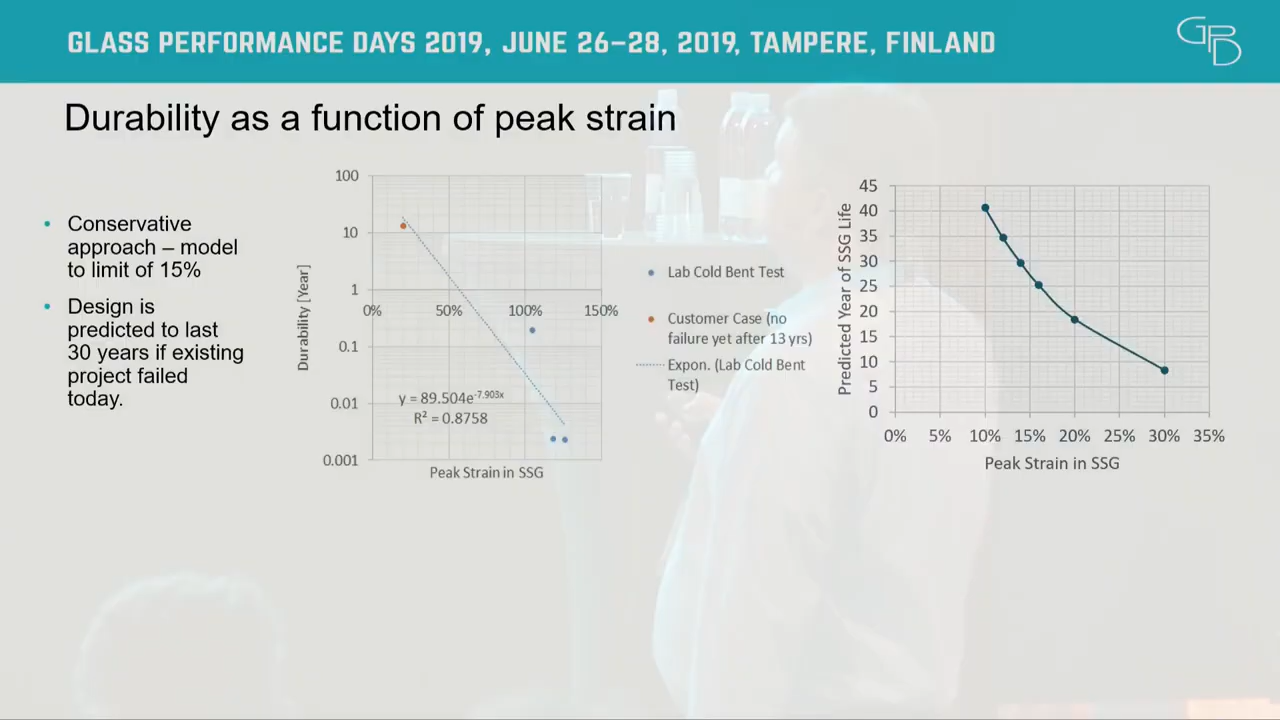 GLASS PERFORMANCE DAYS 2019, JUNE 26–28, 2019, TAMPERE, FINLAND
GPD
Durability as a function of peak strain
• Conservative
approach – model
to limit of 15%
• Design is
predicted to last
30 years if existing
project failed
today.
Durability [Year]
100
10
1
0.1
0.01
0.001
0% 50% 100% 150%
y = 89.504e^-7.903x
R² = 0.8758
Peak Strain in SSG
Lab Cold Bent Test
Customer Case (no
failure yet after 13 yrs)
Expon. (Lab Cold Bent
Test)
Predicted Year of SSG Life
45
40
35
30
25
20
15
10
5
0
0% 5% 10% 15% 20% 25% 30% 35%
Peak Strain in SSG